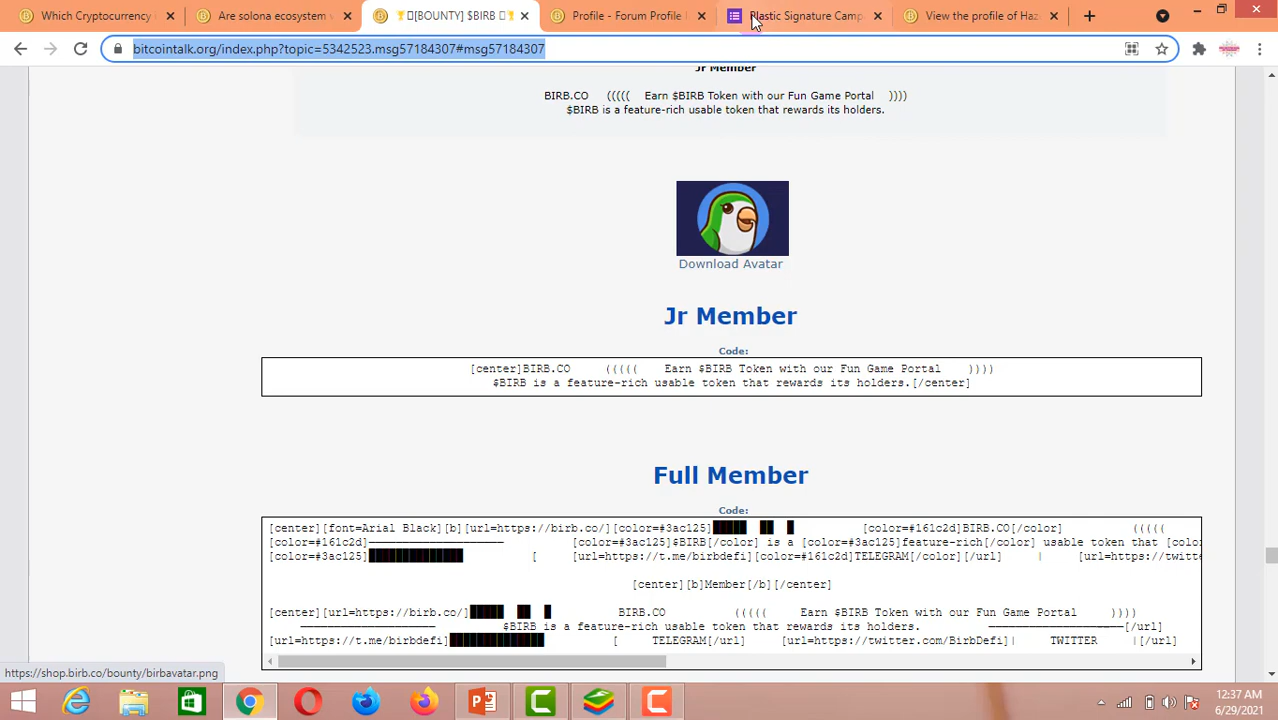 Which Cryptocurrency
Are solona ecosystem
[BOUNTY] $BIRB
Profile - Forum Profile
Plastic Signature Camp
View the profile of Haz
bitcointalk.org/index.php?topic=5342523.msg57184307#msg57184307
Jr Member
BIRB.CO ((((( Earn $BIRB Token with our Fun Game Portal ))))
$BIRB is a feature-rich usable token that rewards its holders.
Download Avatar
Jr Member
Code:
[center]BIRB.CO ((((( Earn $BIRB Token with our Fun Game Portal ))))
$BIRB is a feature-rich usable token that rewards its holders.[/center]
Full Member
Code:
[center][font=Arial Black][b][url=https://birb.co/][color=#3ac125]█████ ██ █ [color=#161c2d]BIRB.CO[/color] (((((
[color=#161c2d]──────────────── [color=#3ac125]$BIRB[/color] is a [color=#3ac125]feature-rich[/color] usable token that [colo
[color=#3ac125]██████████████ [ [url=https://t.me/birbdefi][color=#161c2d]TELEGRAM[/color][/url] | [url=https://twitte
[center][b]Member[/b][/center]
[center][url=https://birb.co/]█████ ██ █ BIRB.CO ((((( Earn $BIRB Token with our Fun Game Portal ))))
──────────────── $BIRB is a feature-rich usable token that rewards its holders. ────────────────[/url]
[url=https://t.me/birbdefi]██████████████ [ TELEGRAM[/url] [url=https://twitter.com/BirbDefi]| TWITTER |[/url]
https://shop.birb.co/bounty/birbavatar.png
12:37 AM
6/29/2021